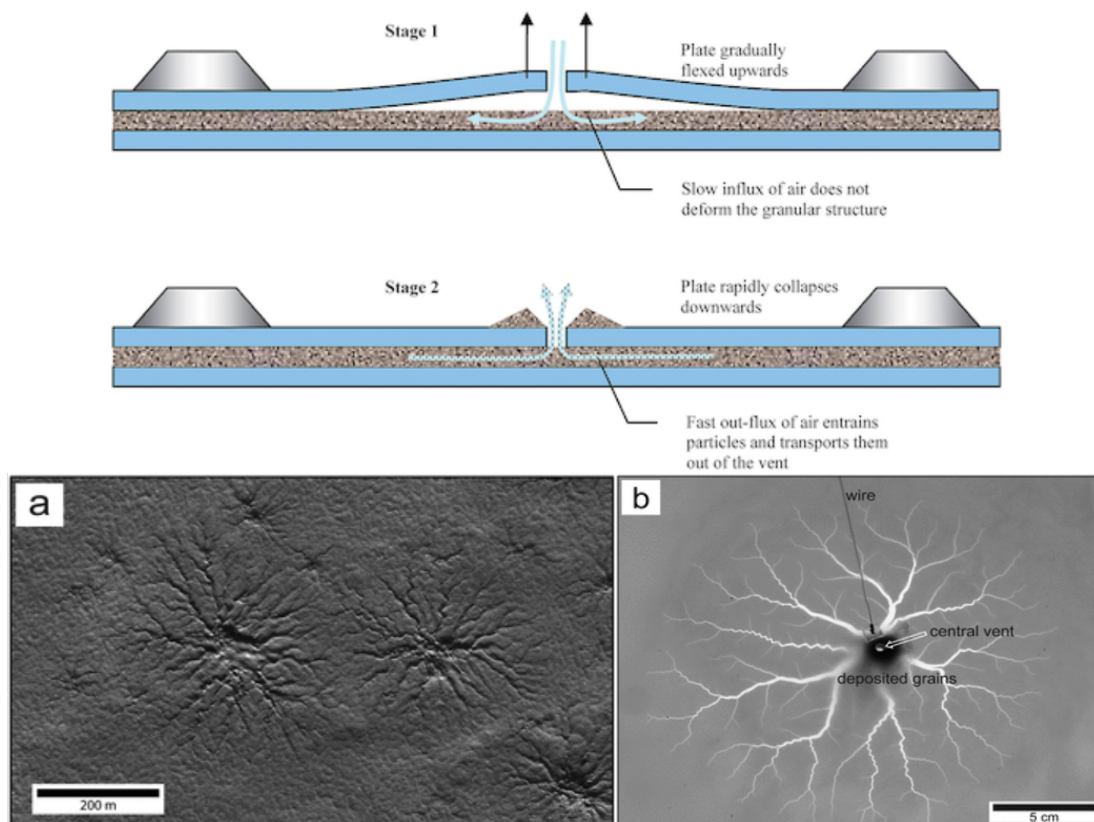 Stage 1
Plate gradually
flexed upwards
Slow influx of air does not
deform the granular structure
Stage 2
Plate rapidly collapses
downwards
Fast out-flux of air entrains
particles and transports them
out of the vent
a
200 m
b
wire
central vent
deposited grains
5 cm